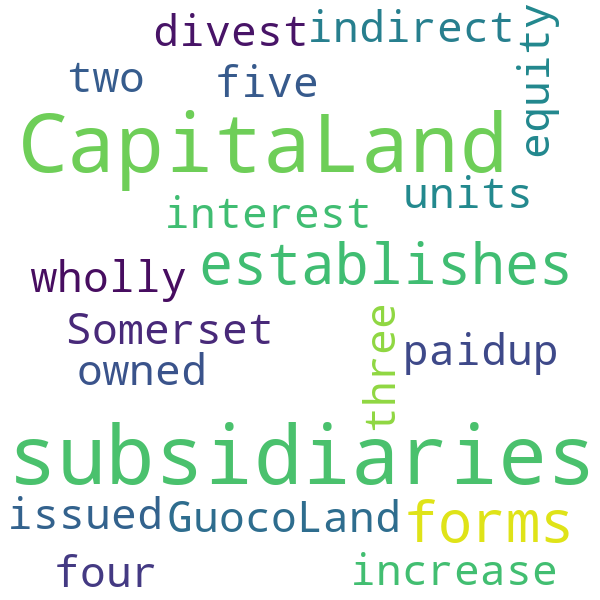 divest indirect
equity
two five
CapitaLand
units
interest
establishes
wholly
Somerset
three
paidup
owned
subsidiaries
issued GuocoLand forms
four increase